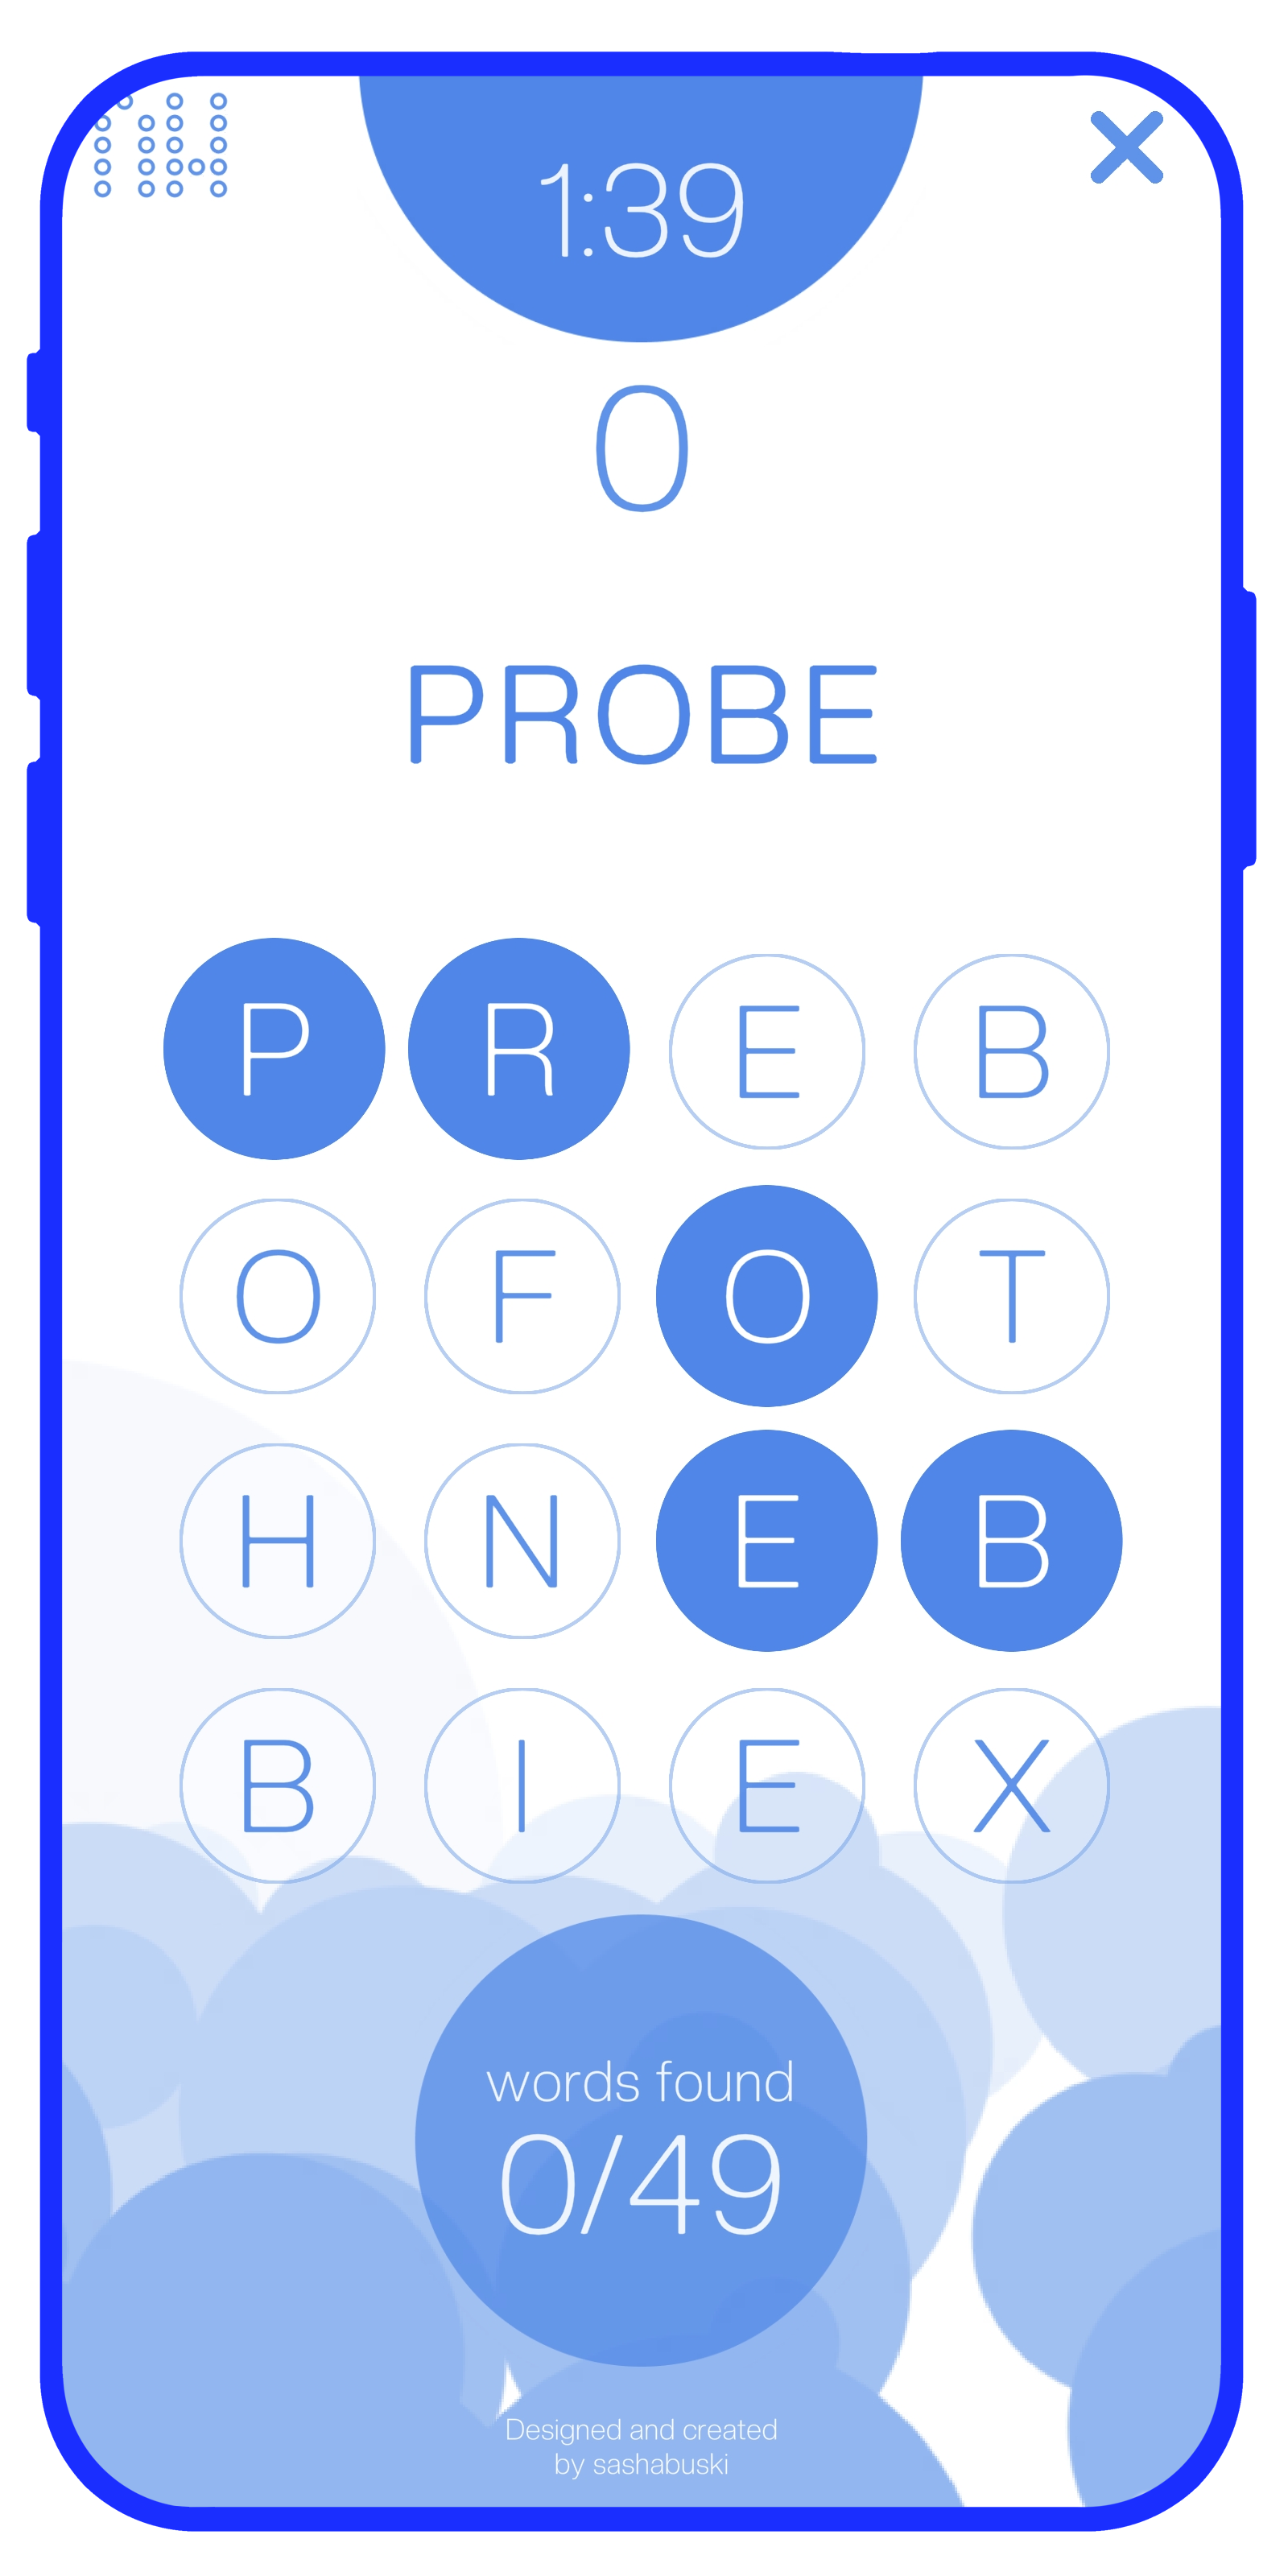 1:39
0
PROBE
P R E B
O F O T
H N E B
B I E X
words found
0/49
Designed and created
by sashabuski